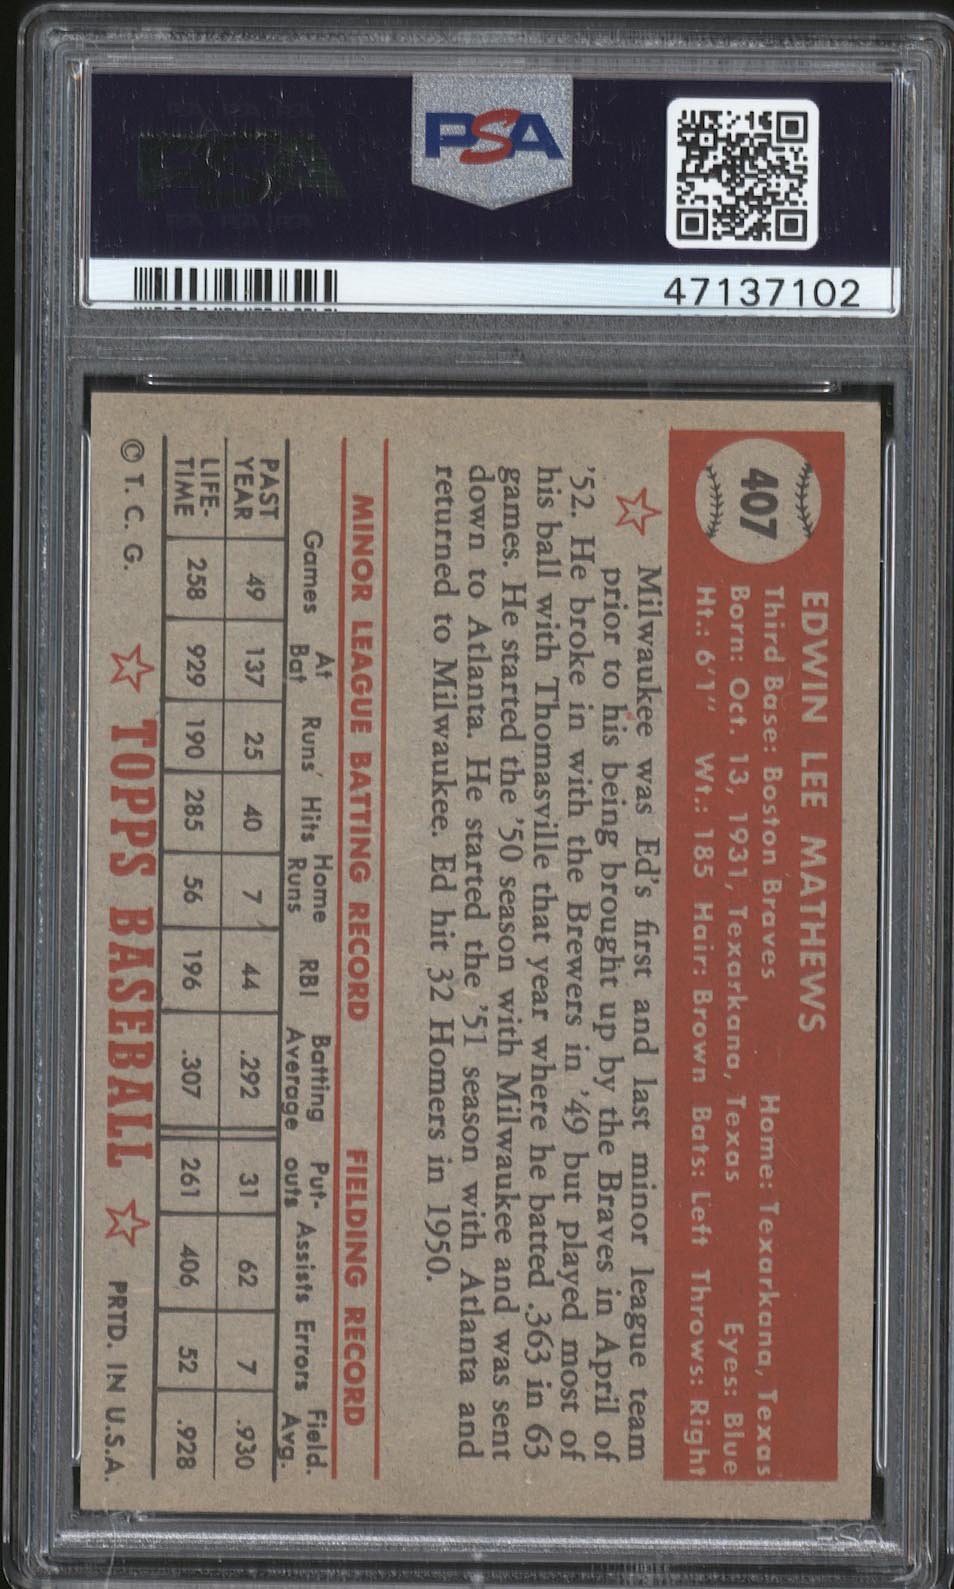 PSA
47137102
407
EDWIN LEE MATHEWS
Third Base: Boston Braves Home: Texarkana, Texas
Born: Oct. 13, 1931, Texarkana, Texas Eyes: Blue
Ht.: 6'1" Wt.: 185 Hair: Brown Bats: Left Throws: Right
Milwaukee was Ed's first and last minor league team
prior to his being brought up by the Braves in April of
'52. He broke in with the Brewers in '49 but played most of
his ball with Thomasville that year where he batted .363 in 63
games. He started the '50 season with Milwaukee and was sent
down to Atlanta. He started the '51 season with Atlanta and
returned to Milwaukee. Ed hit 32 Homers in 1950.
MINOR LEAGUE BATTING RECORD FIELDING RECORD
Games At Bat Runs Hits Home Runs RBI Batting Average Put-outs Assists Errors Field. Avg.
PAST YEAR 49 137 25 40 7 44 .292 31 62 7 .930
LIFE-TIME 258 929 190 285 56 196 .307 261 406 52 .928
© T. C. G. TOPPS BASEBALL PRTD. IN U.S.A.